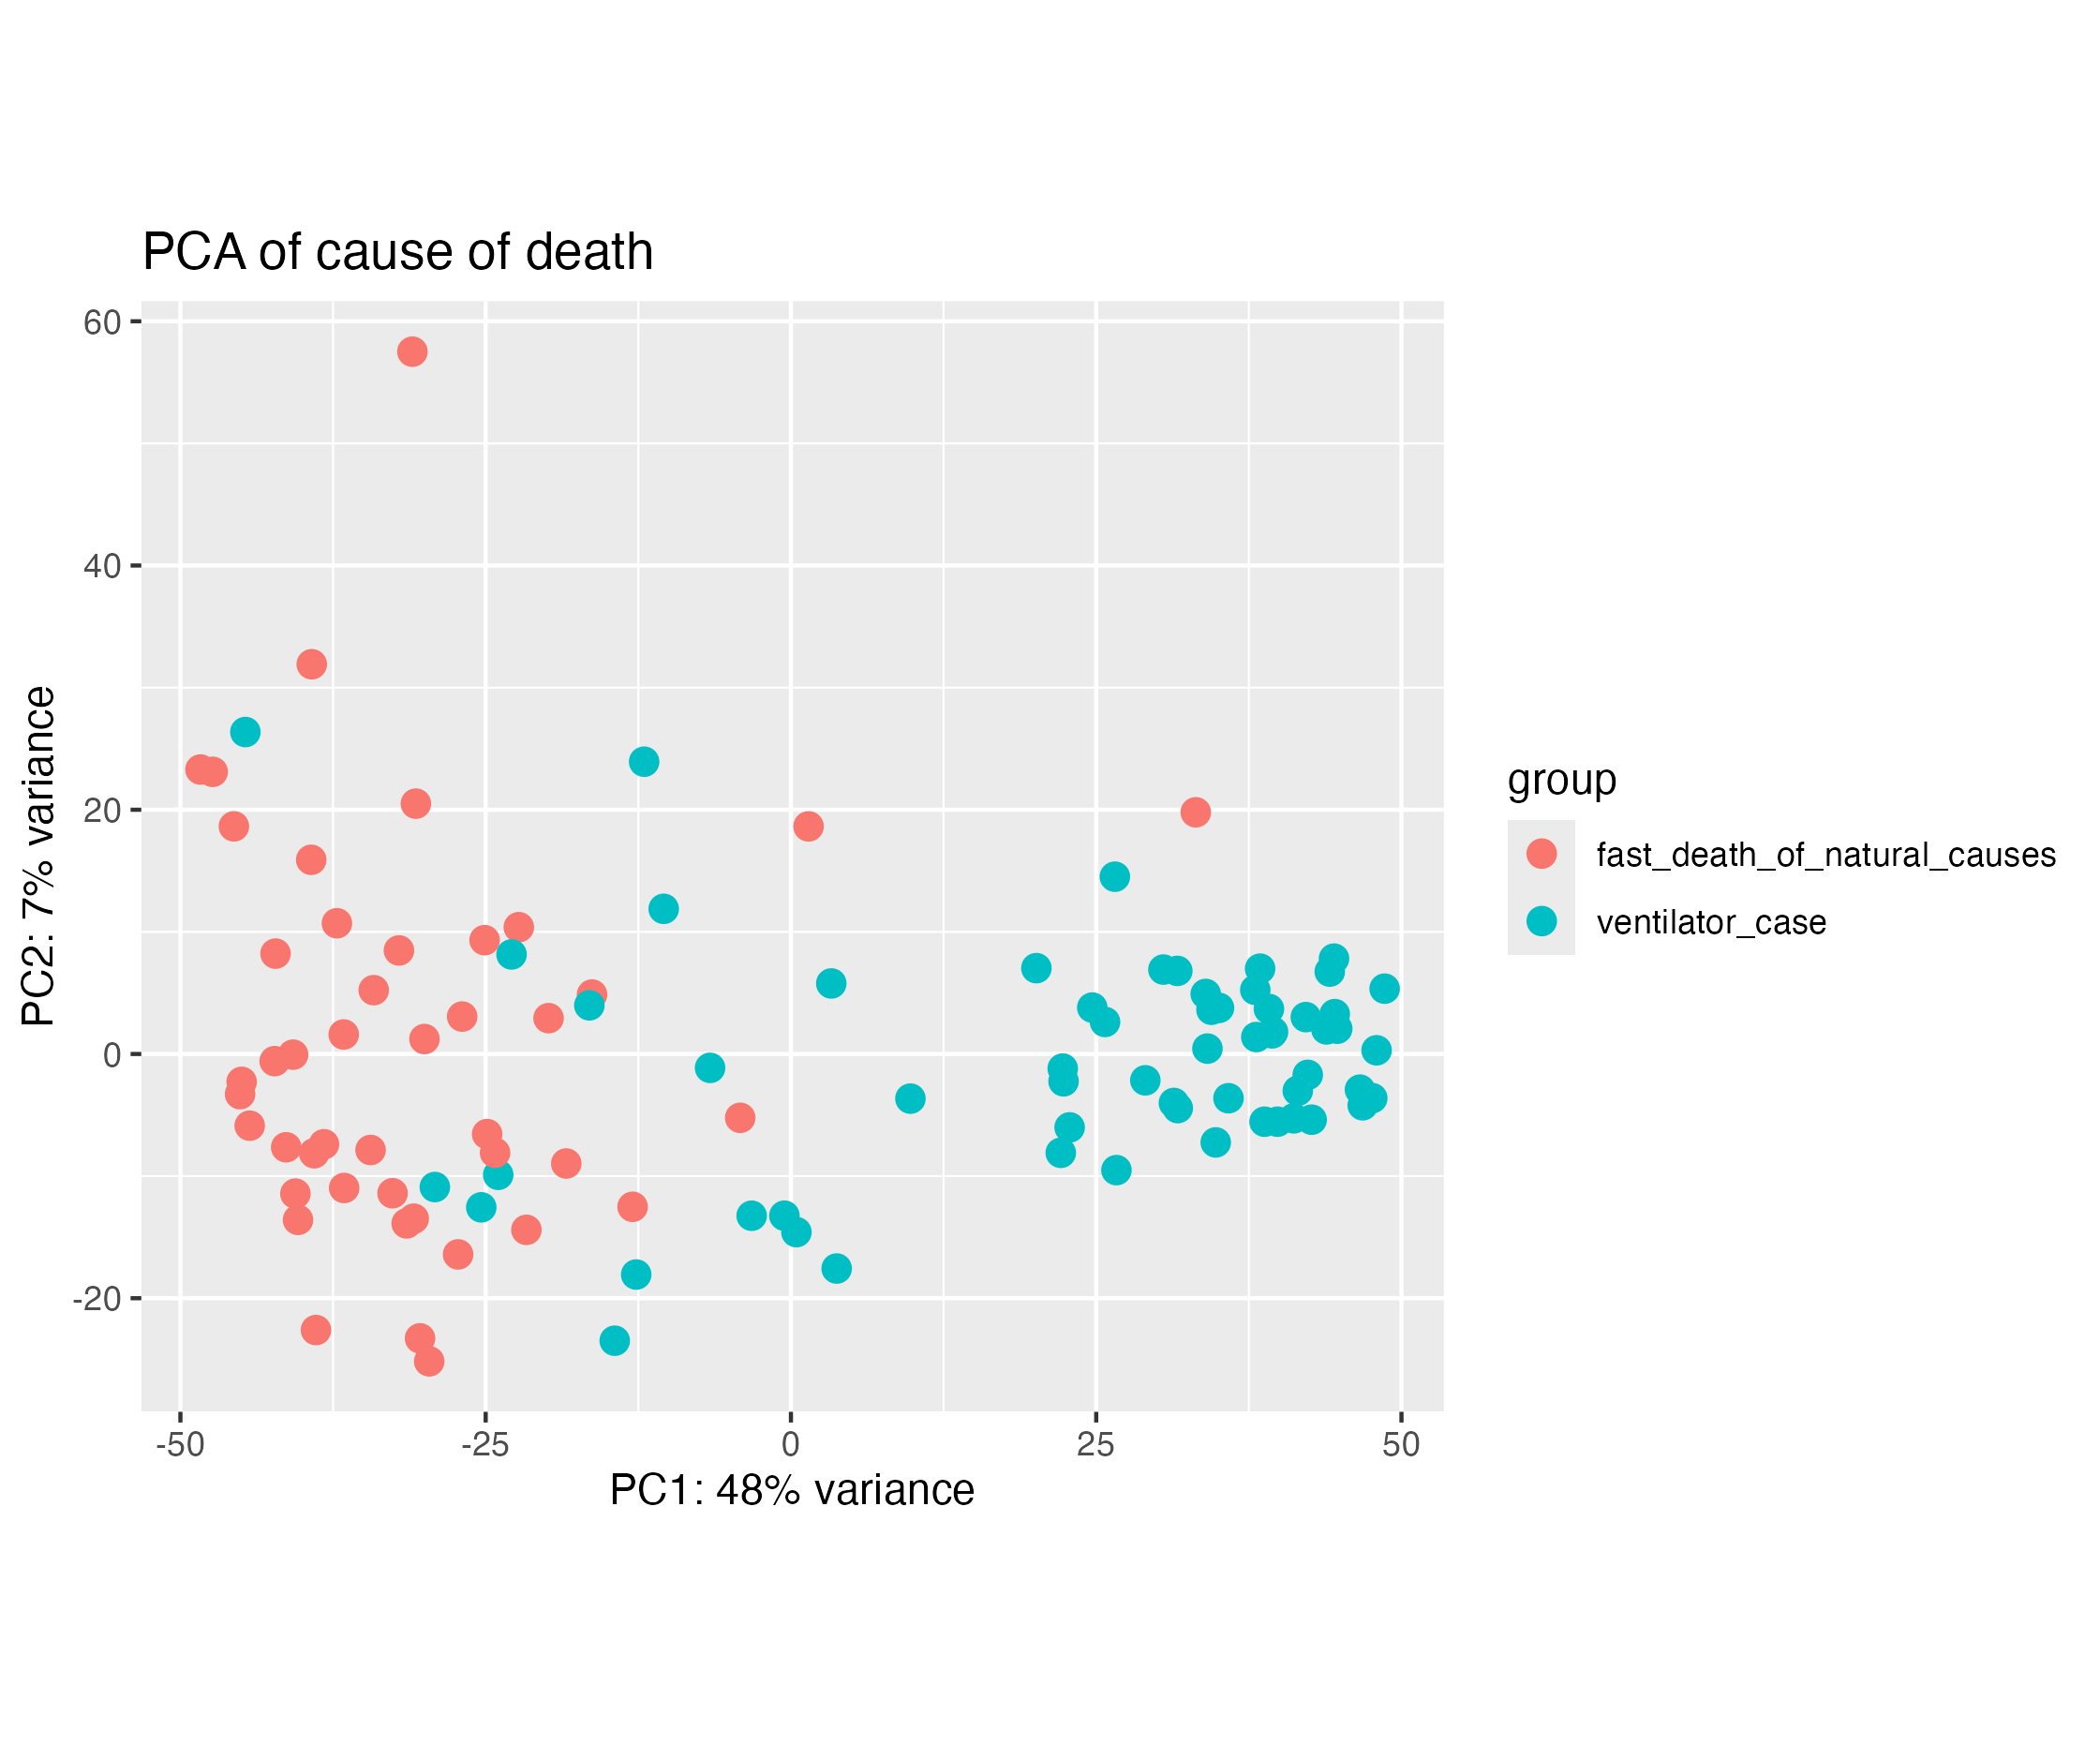 PCA of cause of death
60
40
20
0
-20
PC2: 7% variance
-50
-25
0
25
50
PC1: 48% variance
group
fast_death_of_natural_causes
ventilator_case